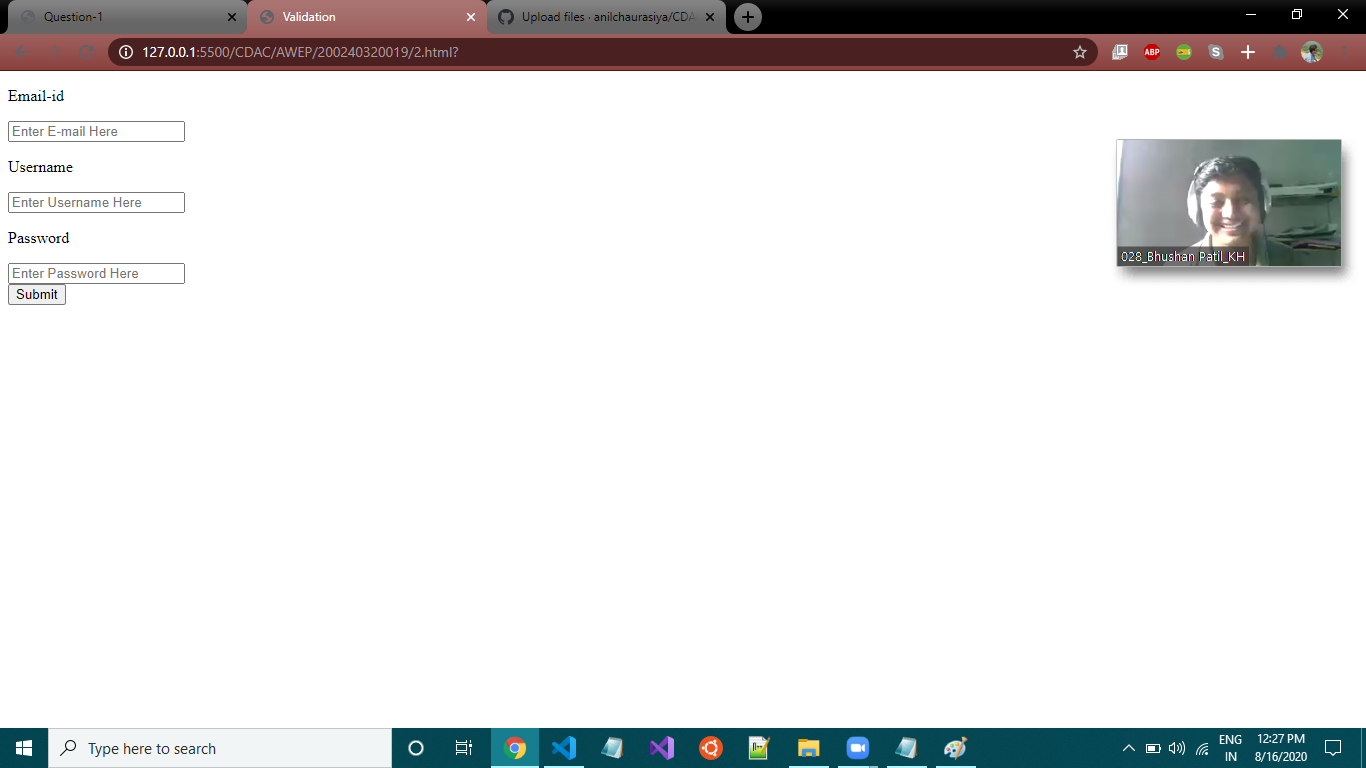 Question-1
Validation
Upload files · anilchaurasiya/CDA
127.0.0.1:5500/CDAC/AWEP/200240320019/2.html?
ABP
S
Email-id
Enter E-mail Here
Username
Enter Username Here
Password
Enter Password Here
Submit
028_Bhushan Patil_KH
Type here to search
ENG
IN
12:27 PM
8/16/2020